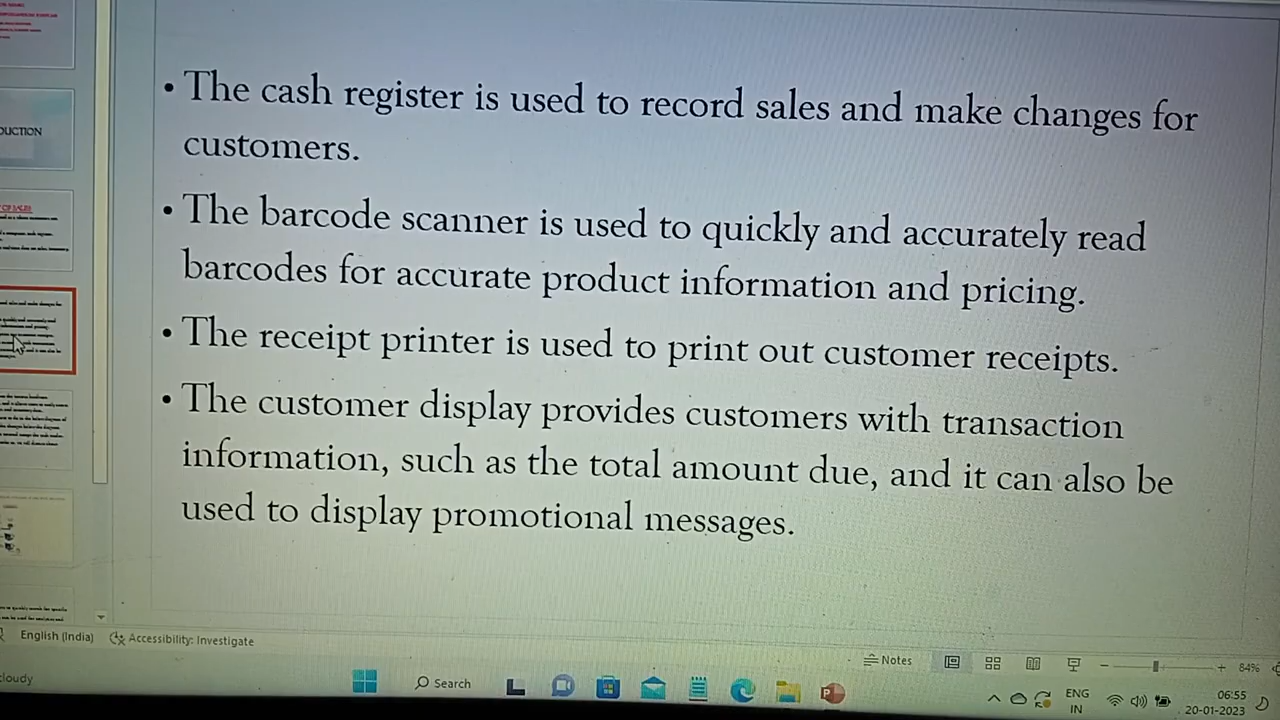 • The cash register is used to record sales and make changes for
customers.
• The barcode scanner is used to quickly and accurately read
barcodes for accurate product information and pricing.
• The receipt printer is used to print out customer receipts.
• The customer display provides customers with transaction
information, such as the total amount due, and it can also be
used to display promotional messages.
DUCTION
OF SALES
English (India) Accessibility: Investigate
Notes
84%
cloudy
Search
ENG
IN
06:55
20-01-2023